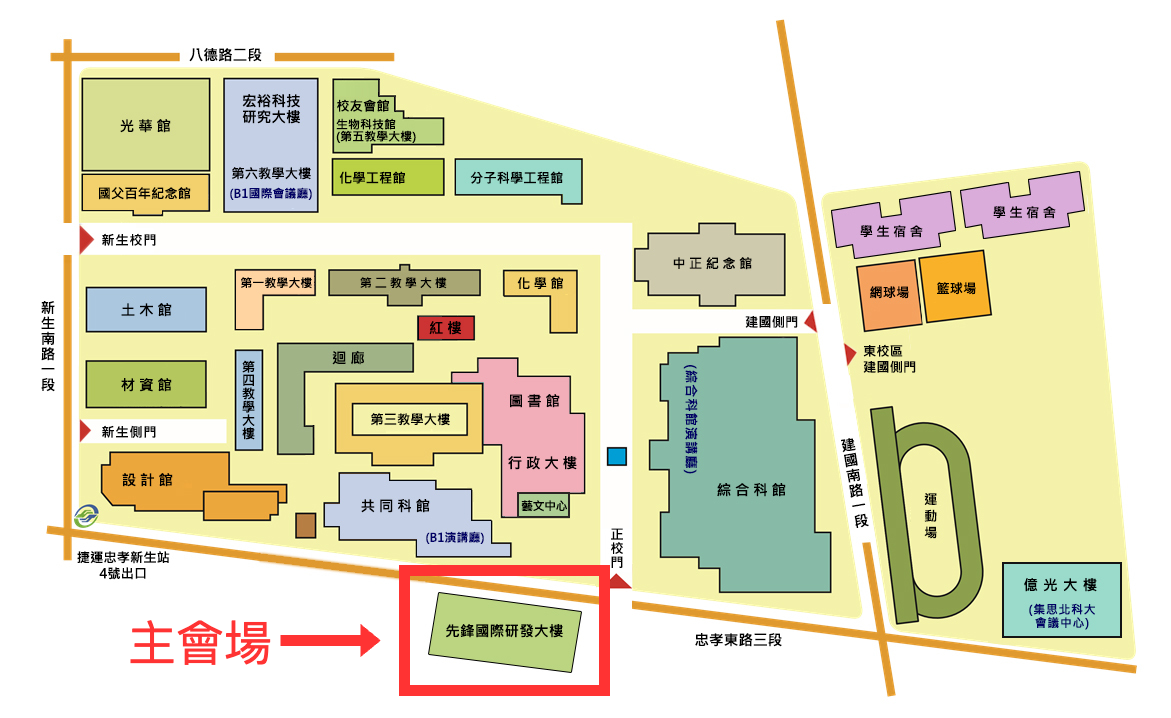 八德路二段
光華館
宏裕科技
研究大樓
第六教學大樓
(B1國際會議廳)
校友會館
生物科技館
(第五教學大樓)
國父百年紀念館
化學工程館
分子科學工程館
新生校門
新生南路一段
土木館
第一教學大樓
第二教學大樓
化學館
紅樓
中正紀念館
建國側門
學生宿舍
學生宿舍
網球場
籃球場
東校區
建國側門
材資館
新生側門
第四教學大樓
迴廊
第三教學大樓
圖書館
行政大樓
藝文中心
(綜合科館演講廳)
綜合科館
建國南路一段
運動場
設計館
共同科館
(B1演講廳)
正校門
捷運忠孝新生站
4號出口
億光大樓
(集思北科大
會議中心)
主會場
先鋒國際研發大樓
忠孝東路三段